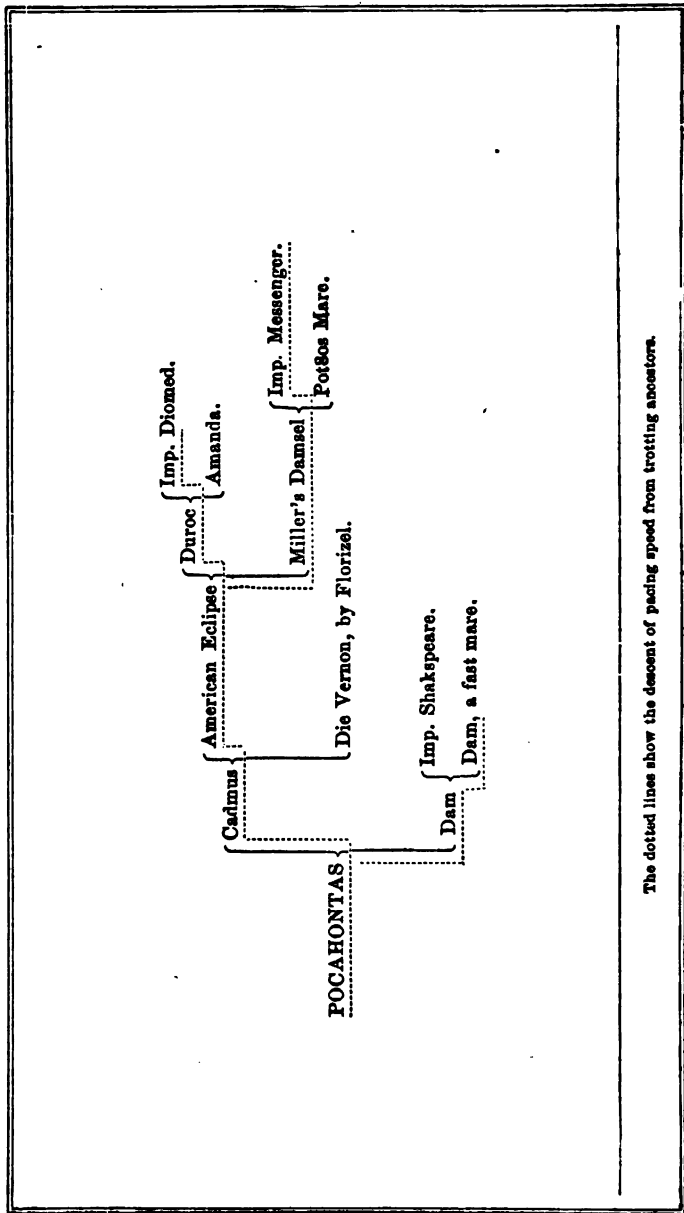 Imp. Diomed.
Duroc
Amanda.
American Eclipse
Imp. Messenger.
Miller's Damsel
Pot8os Mare.
Cadmus
Die Vernon, by Florizel.
POCAHONTAS
Imp. Shakspeare.
Dam
Dam, a fast mare.
The dotted lines show the descent of pacing speed from trotting ancestors.